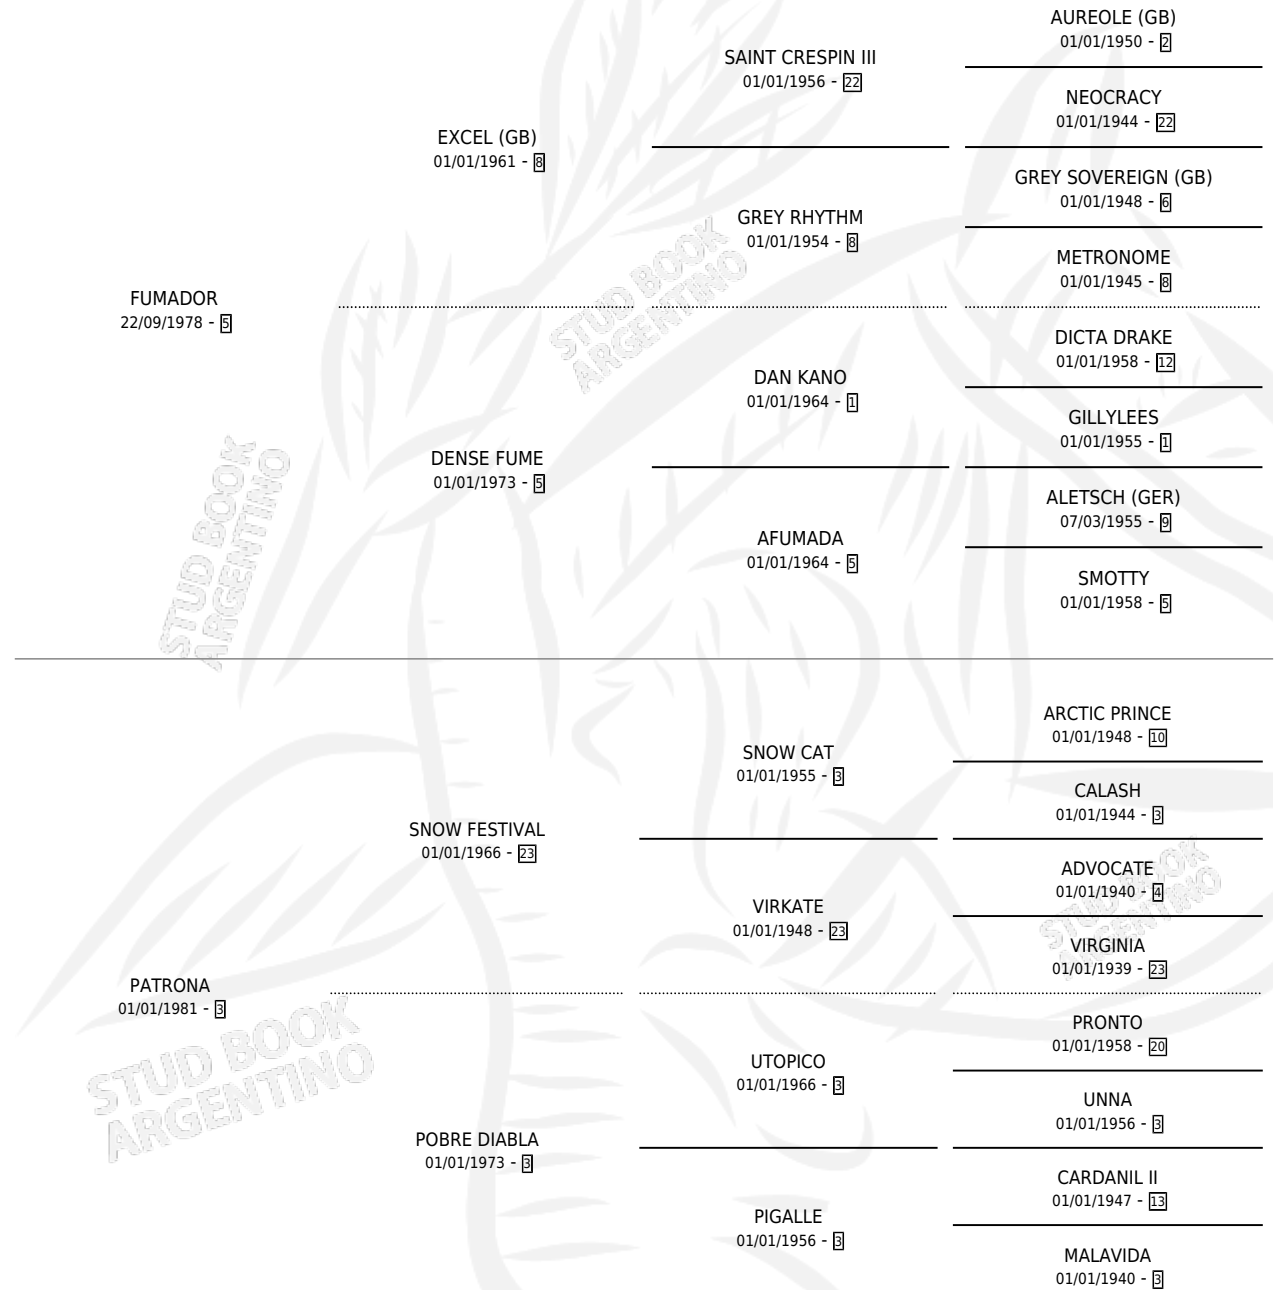 AUREOLE (GB)
01/01/1950 - 2
SAINT CRESPIN III
01/01/1956 - 22
NEOCRACY
01/01/1944 - 22
EXCEL (GB)
01/01/1961 - 8
GREY SOVEREIGN (GB)
01/01/1948 - 6
GREY RHYTHM
01/01/1954 - 8
METRONOME
01/01/1945 - 8
FUMADOR
22/09/1978 - 5
DICTA DRAKE
01/01/1958 - 12
DAN KANO
01/01/1964 - 1
GILLYLEES
01/01/1955 - 1
DENSE FUME
01/01/1973 - 5
ALETSCH (GER)
07/03/1955 - 9
AFUMADA
01/01/1964 - 5
SMOTTY
01/01/1958 - 5
ARCTIC PRINCE
01/01/1948 - 10
SNOW CAT
01/01/1955 - 3
CALASH
01/01/1944 - 3
SNOW FESTIVAL
01/01/1966 - 23
ADVOCATE
01/01/1940 - 4
VIRKATE
01/01/1948 - 23
VIRGINIA
01/01/1939 - 23
PATRONA
01/01/1981 - 3
PRONTO
01/01/1958 - 20
UTOPICO
01/01/1966 - 3
UNNA
01/01/1956 - 3
POBRE DIABLA
01/01/1973 - 3
CARDANIL II
01/01/1947 - 13
PIGALLE
01/01/1956 - 3
MALAVIDA
01/01/1940 - 3
STUD BOOK
ARGENTINO
STUD BOOK
ARGENTINO
STUD BOOK
ARGENTINO
STUD BOOK
ARGENTINO